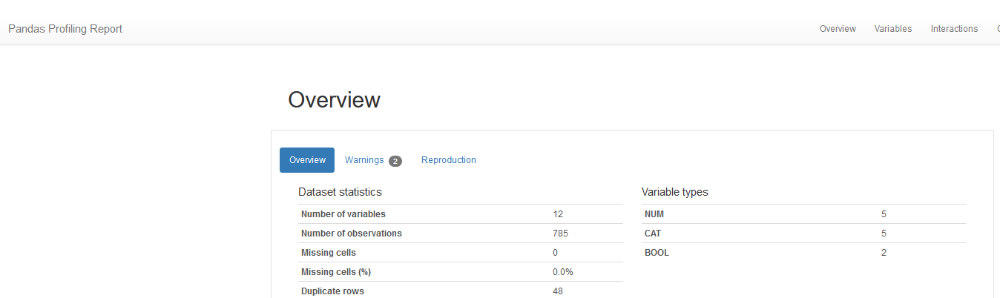 Pandas Profiling Report
Overview Variables Interactions
Overview
Overview Warnings 2 Reproduction
Dataset statistics
Number of variables 12
Number of observations 785
Missing cells 0
Missing cells (%) 0.0%
Duplicate rows 48
Variable types
NUM 5
CAT 5
BOOL 2